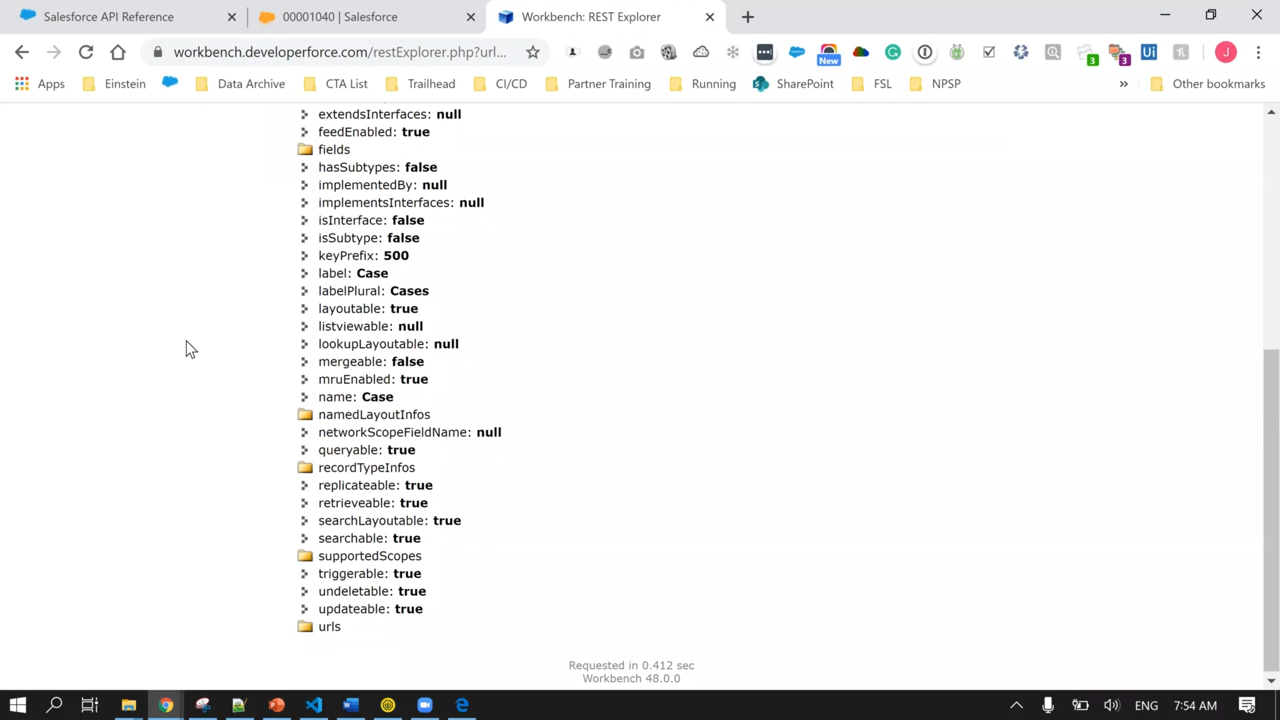 Salesforce API Reference
00001040 | Salesforce
Workbench: REST Explorer
workbench.developerforce.com/restExplorer.php?url...
New
Ui
3
3
J
Apps
Einstein
Data Archive
CTA List
Trailhead
CI/CD
Partner Training
Running
SharePoint
FSL
NPSP
»
Other bookmarks
extendsInterfaces: null
feedEnabled: true
fields
hasSubtypes: false
implementedBy: null
implementsInterfaces: null
isInterface: false
isSubtype: false
keyPrefix: 500
label: Case
labelPlural: Cases
layoutable: true
listviewable: null
lookupLayoutable: null
mergeable: false
mruEnabled: true
name: Case
namedLayoutInfos
networkScopeFieldName: null
queryable: true
recordTypeInfos
replicateable: true
retrieveable: true
searchLayoutable: true
searchable: true
supportedScopes
triggerable: true
undeletable: true
updateable: true
urls
Requested in 0.412 sec
Workbench 48.0.0
ENG
7:54 AM